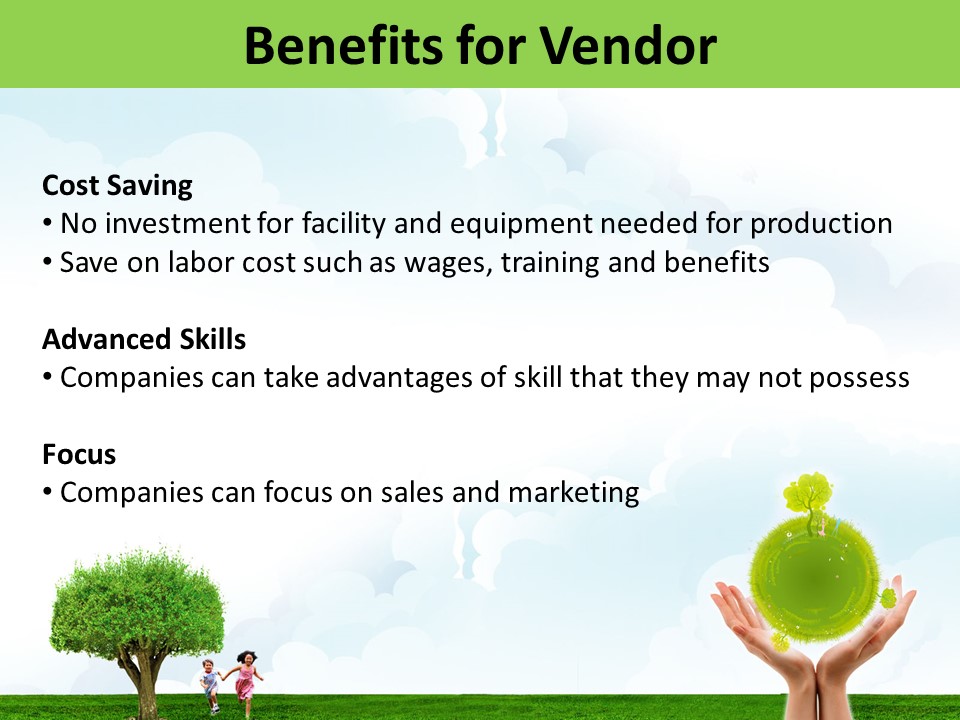 Benefits for Vendor
Cost Saving
• No investment for facility and equipment needed for production
• Save on labor cost such as wages, training and benefits
Advanced Skills
• Companies can take advantages of skill that they may not possess
Focus
• Companies can focus on sales and marketing